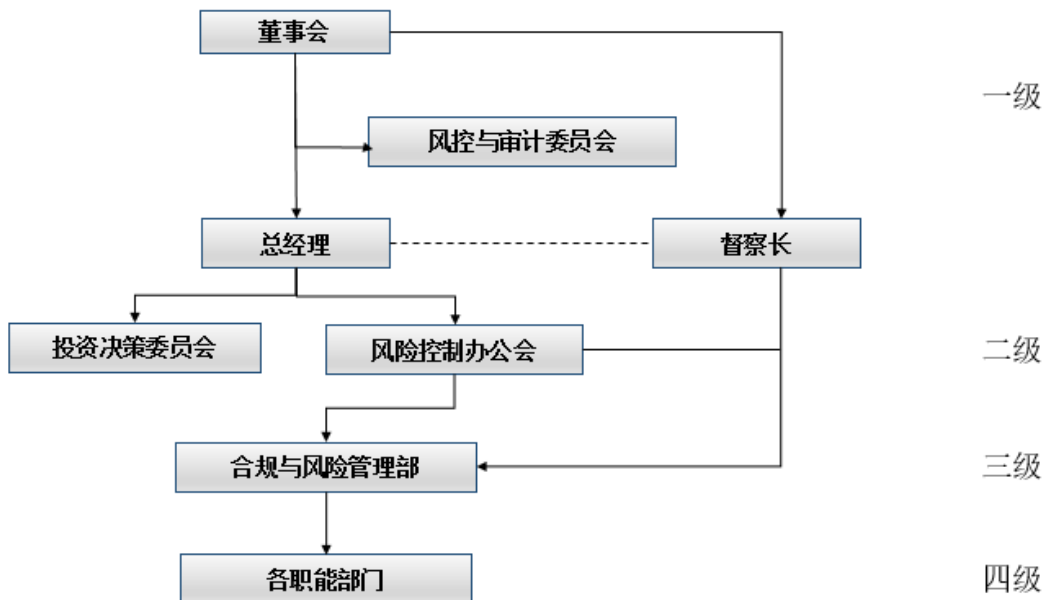 董事会
一级
风控与审计委员会
总经理
督察长
投资决策委员会
风险控制办公会
二级
合规与风险管理部
三级
各职能部门
四级